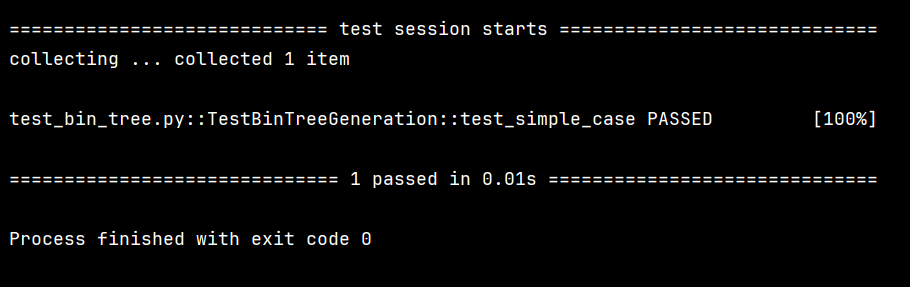 ============================= test session starts =============================
collecting ... collected 1 item

test_bin_tree.py::TestBinTreeGeneration::test_simple_case PASSED         [100%]

============================== 1 passed in 0.01s ==============================

Process finished with exit code 0